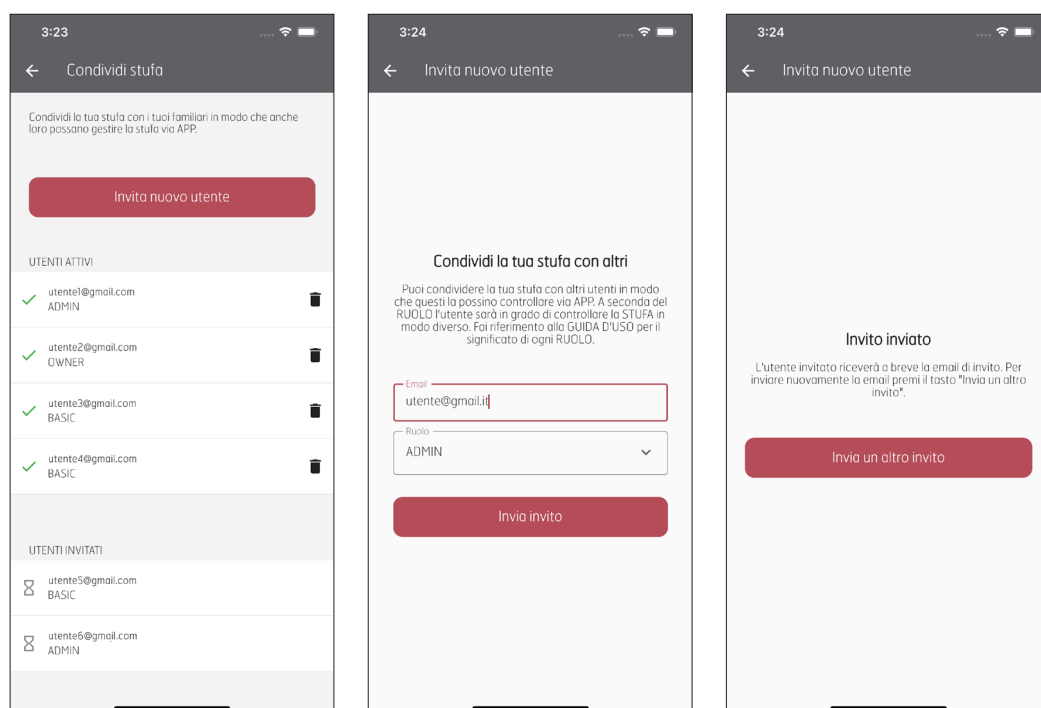 3:23
Condividi stufa
Condividi la tua stufa con i tuoi familiari in modo che anche
loro possano gestire la stufa via APP.
Invita nuovo utente
UTENTI ATTIVI
utente1@gmail.com
ADMIN
utente2@gmail.com
OWNER
utente3@gmail.com
BASIC
utente4@gmail.com
BASIC
UTENTI INVITATI
utente5@gmail.com
BASIC
utente6@gmail.com
ADMIN
3:24
Invita nuovo utente
Condividi la tua stufa con altri
Puoi condividere la tua stufa con altri utenti in modo
che questi la possino controllare via APP. A seconda del
RUOLO l'utente sarà in grado di controllare la STUFA in
modo diverso. Fai riferimento alla GUIDA D'USO per il
significato di ogni RUOLO.
Email
utente@gmail.it
Ruolo
ADMIN
Invia invito
3:24
Invita nuovo utente
Invito inviato
L'utente invitato riceverà a breve la email di invito. Per
inviare nuovamente la email premi il tasto "Invia un altro
invito".
Invia un altro invito